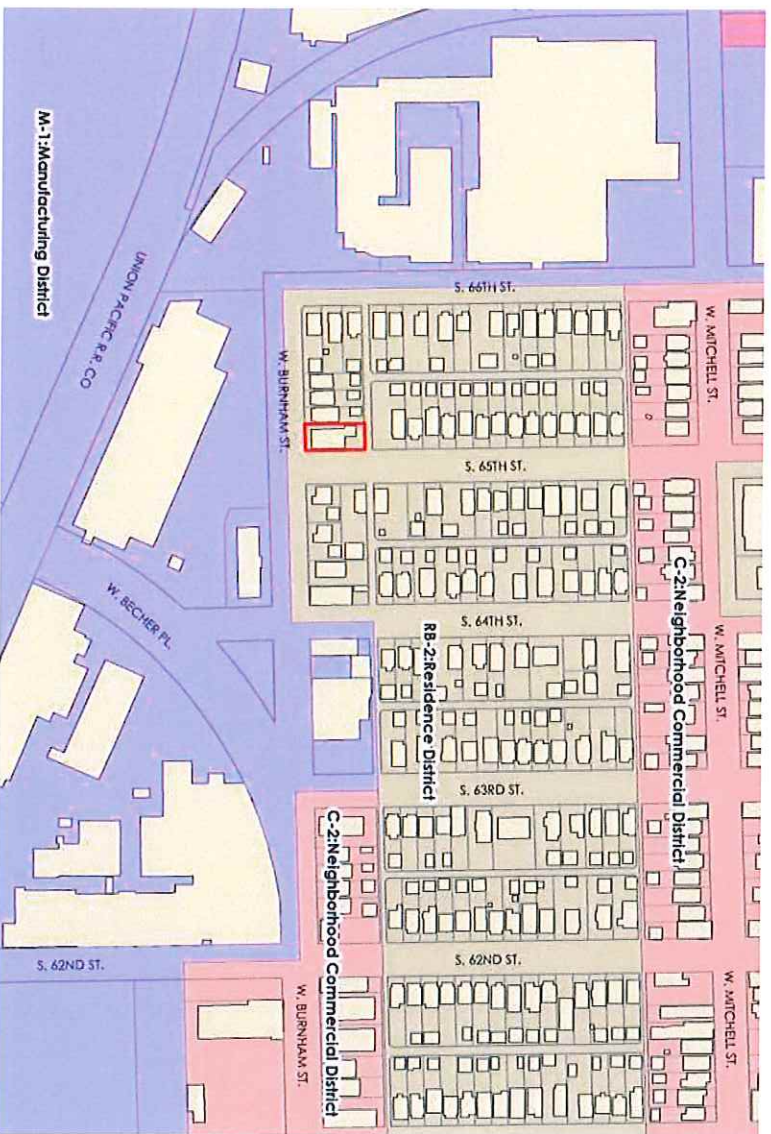 M-1:Manufacturing District
UNION PACIFIC R.R. CO
W. BURNHAM ST.
S. 66TH ST.
W. MITCHELL ST.
S. 65TH ST.
C-2:Neighborhood Commercial District
W. MITCHELL ST.
S. 64TH ST.
RB-2:Residence District
W. BECHER PL.
S. 63RD ST.
C-2:Neighborhood Commercial District
S. 62ND ST.
S. 62ND ST.
W. BURNHAM ST.
W. MITCHELL ST.